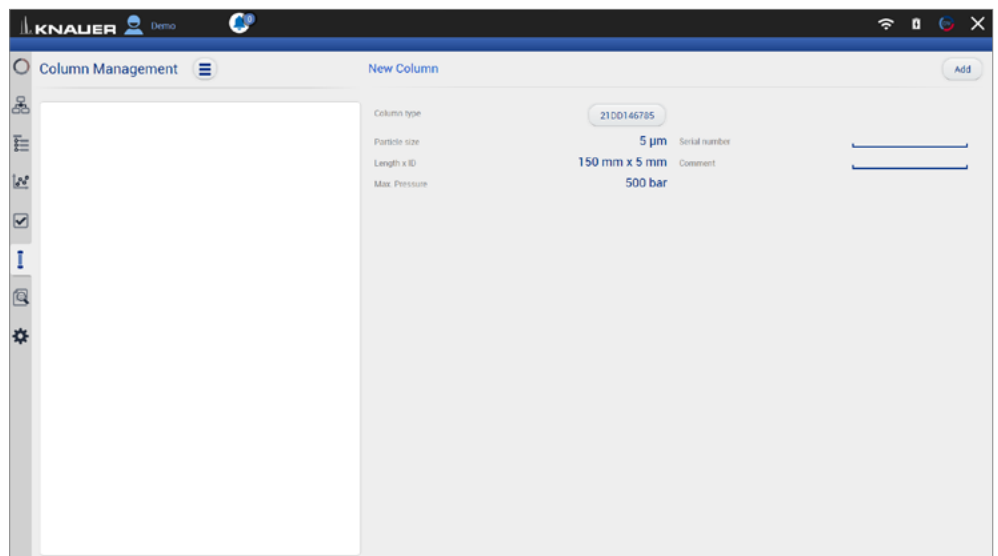 KNAUER Demo 0
Column Management New Column Add
Column type 21DD146785
Particle size 5 µm Serial number
Length x ID 150 mm x 5 mm Comment
Max. Pressure 500 bar